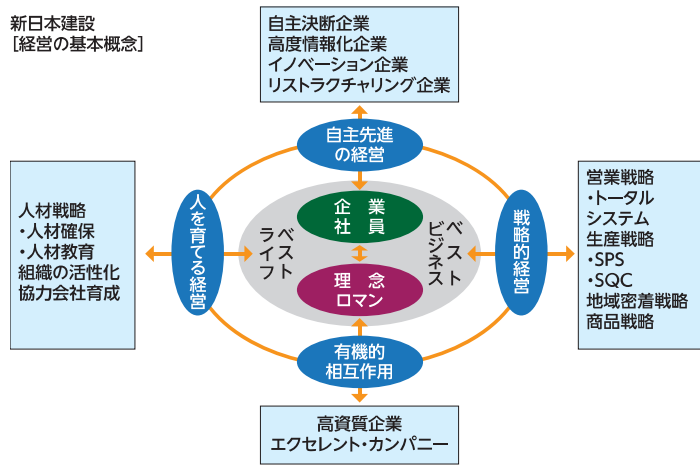 新日本建設
［経営の基本概念］
自主決断企業
高度情報化企業
イノベーション企業
リストラクチャリング企業
自主先進
の経営
人材戦略
・人材確保
・人材教育
組織の活性化
協力会社育成
人を育てる経営
ベスト
ライフ
企　業
社　員
理　念
ロマン
ベスト
ビジネス
戦略的経営
営業戦略
・トータル
システム
生産戦略
・SPS
・SQC
地域密着戦略
商品戦略
有機的
相互作用
高資質企業
エクセレント・カンパニー